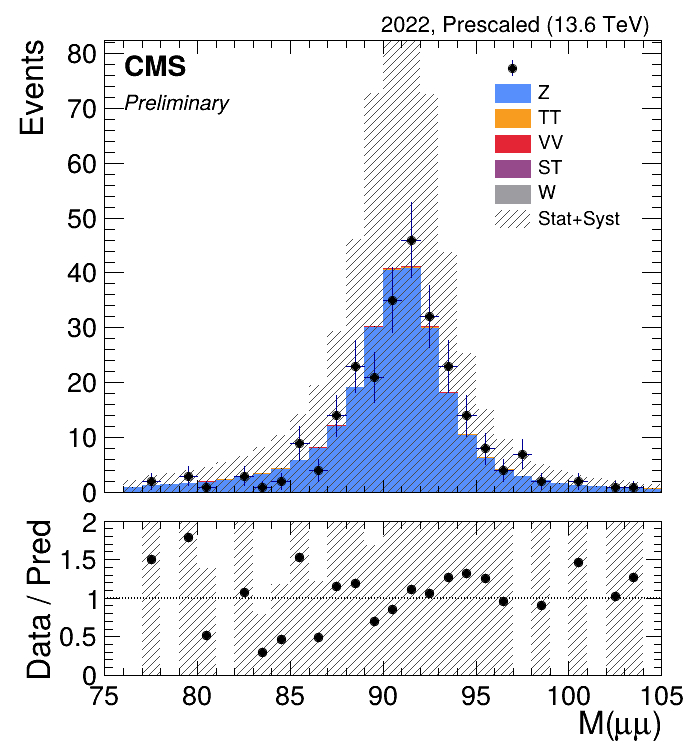 2022, Prescaled (13.6 TeV)
CMS
Preliminary
Z
TT
VV
ST
W
Stat+Syst
Events
80
70
60
50
40
30
20
10
0
Data / Pred
2
1.5
1
0.5
0
75 80 85 90 95 100 105
M(μμ)